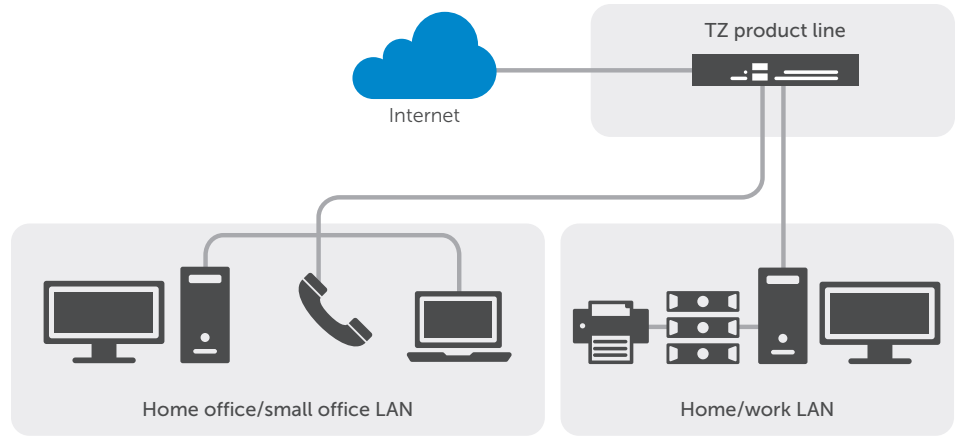 TZ product line
Internet
Home office/small office LAN
Home/work LAN